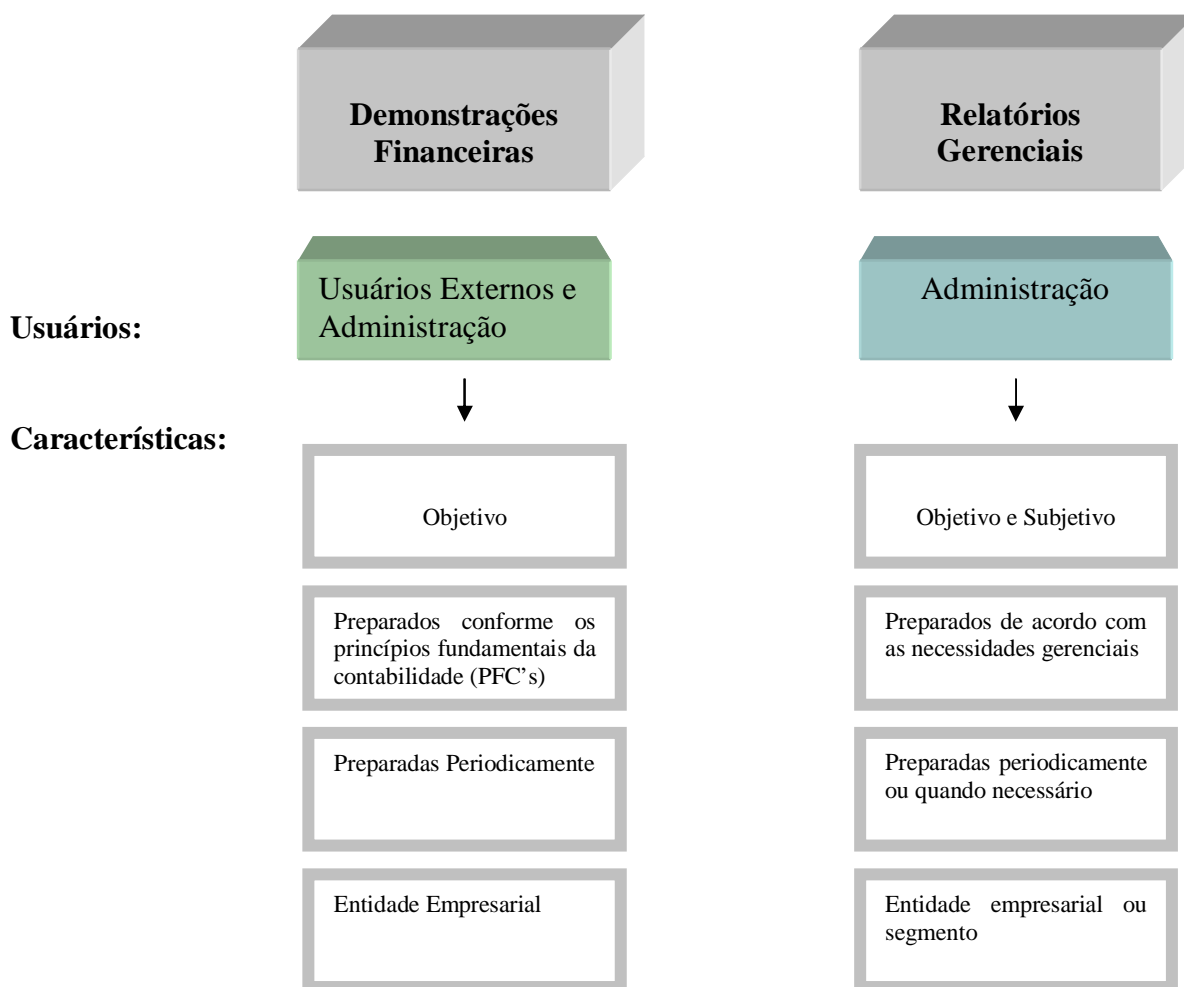 Demonstrações
Financeiras
Relatórios
Gerenciais
Usuários:
Usuários Externos e
Administração
Administração
Características:
Objetivo
Objetivo e Subjetivo
Preparados conforme os
princípios fundamentais da
contabilidade (PFC’s)
Preparados de acordo com
as necessidades gerenciais
Preparadas Periodicamente
Preparadas periodicamente
ou quando necessário
Entidade Empresarial
Entidade empresarial ou
segmento